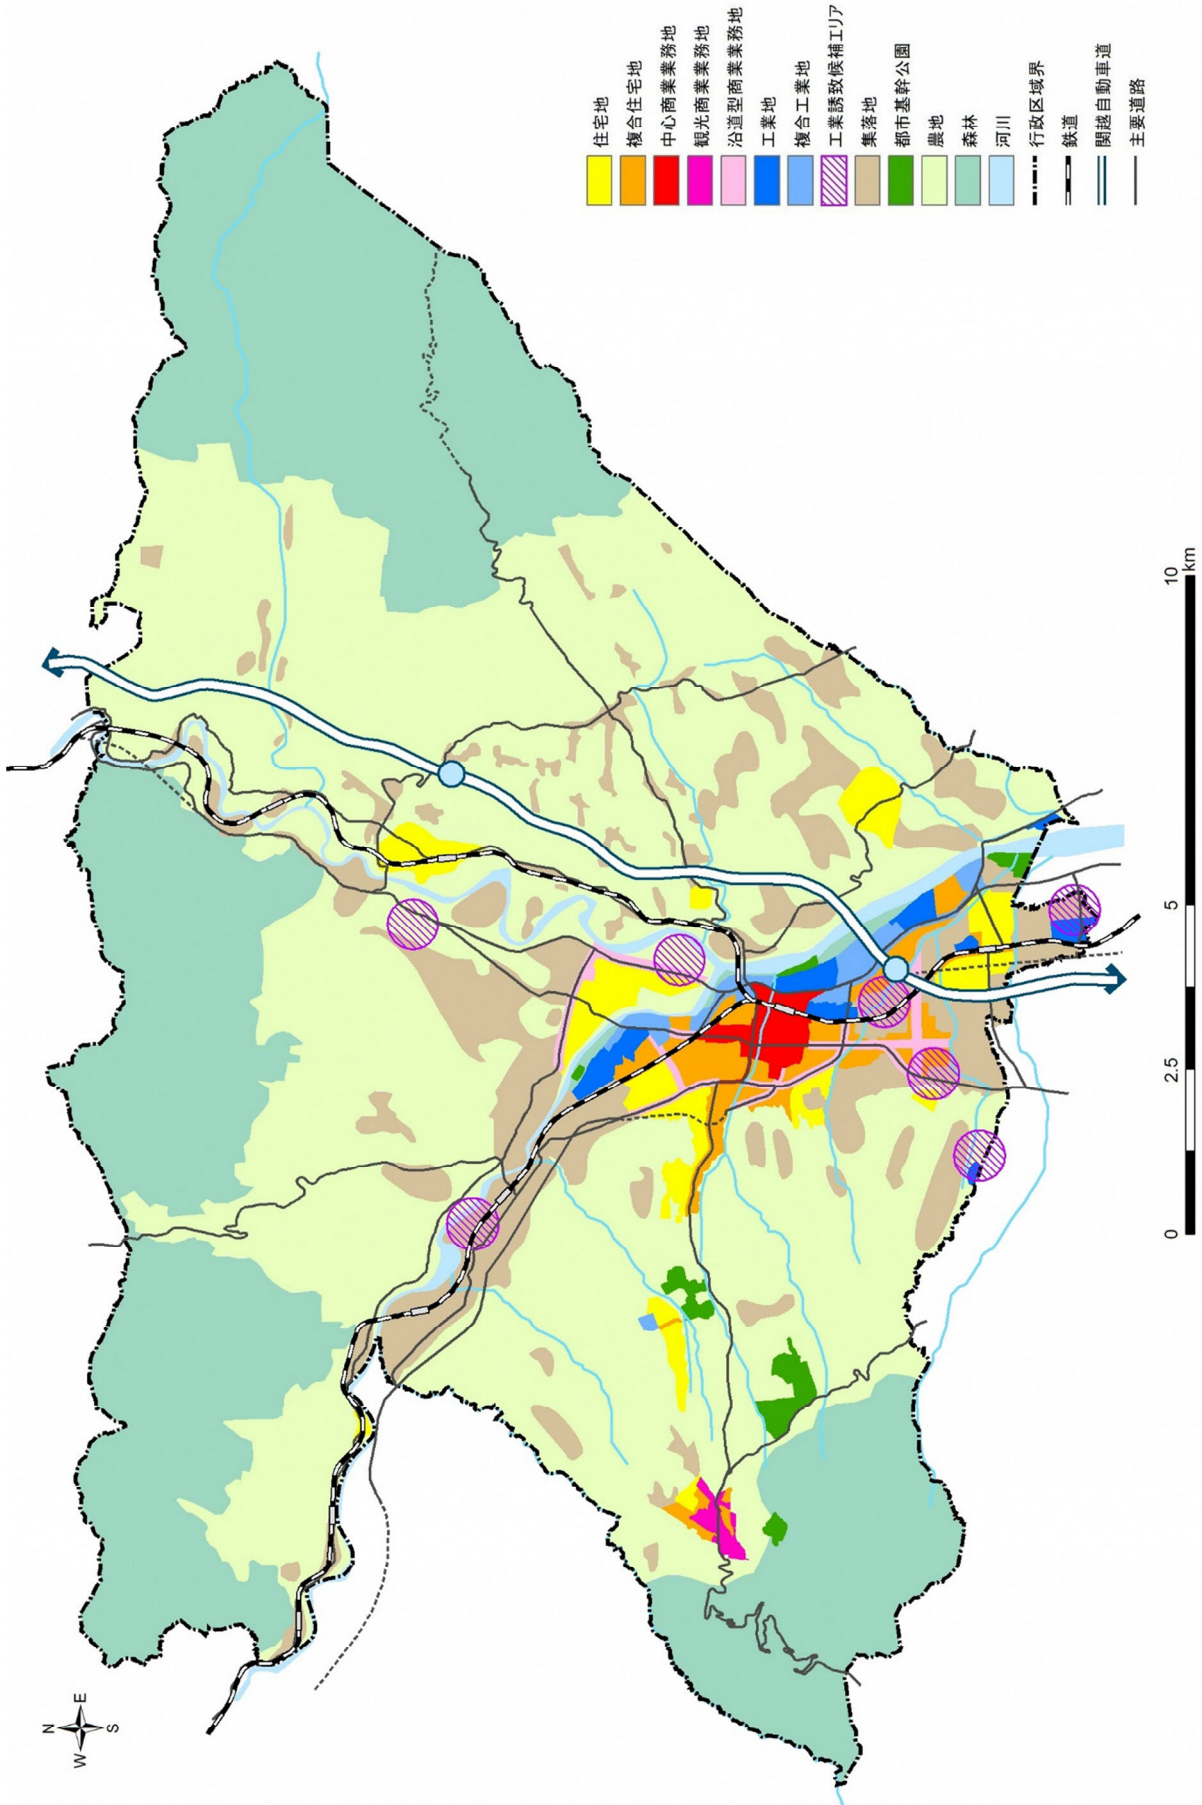 住宅地
複合住宅地
中心商業業務地
観光商業業務地
沿道型商業業務地
工業地
複合工業地
工業誘致候補エリア
集落地
都市基幹公園
農地
森林
河川
行政区域界
鉄道
関越自動車道
主要道路
N
W E
S
0 2.5 5 10
km